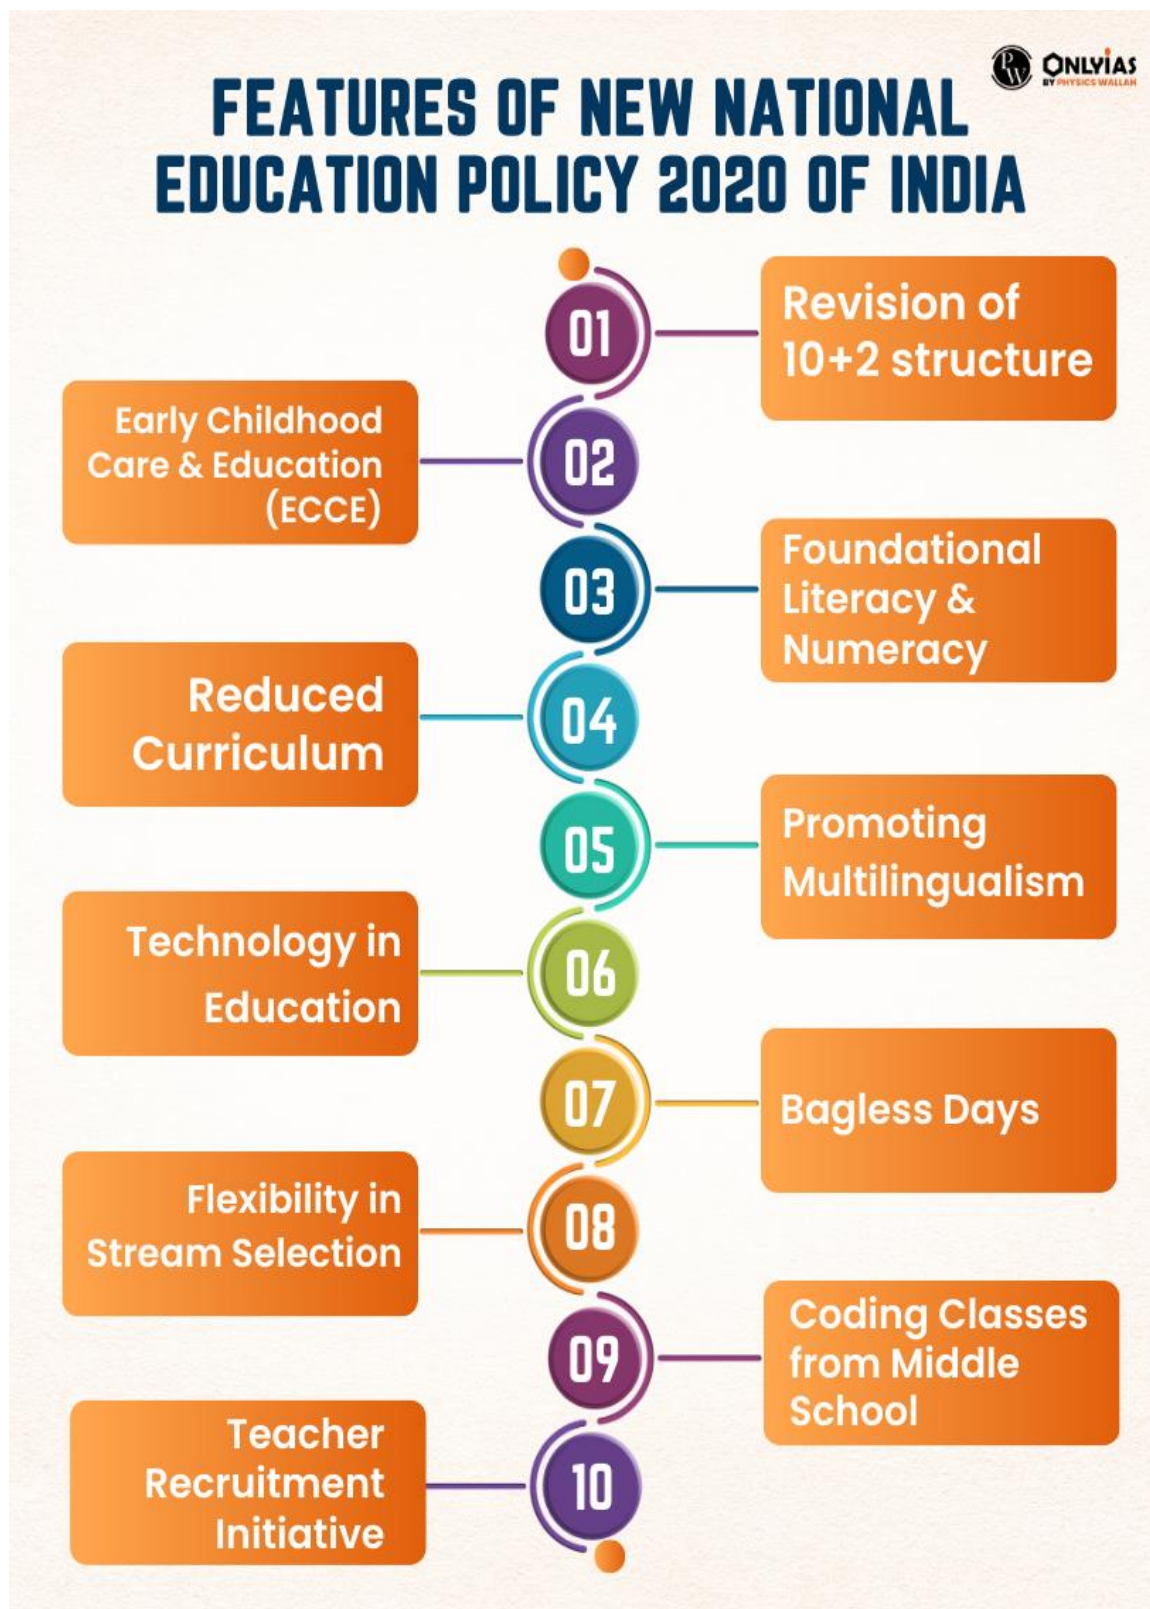 PW
ONLYIAS
BY PHYSICS WALLAH
FEATURES OF NEW NATIONAL
EDUCATION POLICY 2020 OF INDIA
01
Revision of
10+2 structure
Early Childhood
Care & Education
(ECCE)
02
03
Foundational
Literacy &
Numeracy
Reduced
Curriculum
04
05
Promoting
Multilingualism
Technology in
Education
06
07
Bagless Days
Flexibility in
Stream Selection
08
09
Coding Classes
from Middle
School
Teacher
Recruitment
Initiative
10